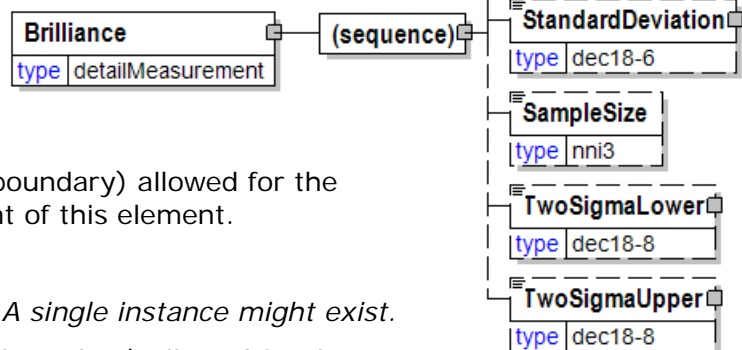 Brilliance
type detailMeasurement
(sequence)
StandardDeviation
type dec18-6
SampleSize
type nni3
TwoSigmaLower
type dec18-8
TwoSigmaUpper
type dec18-8
boundary) allowed for the
nt of this element.
A single instance might exist.